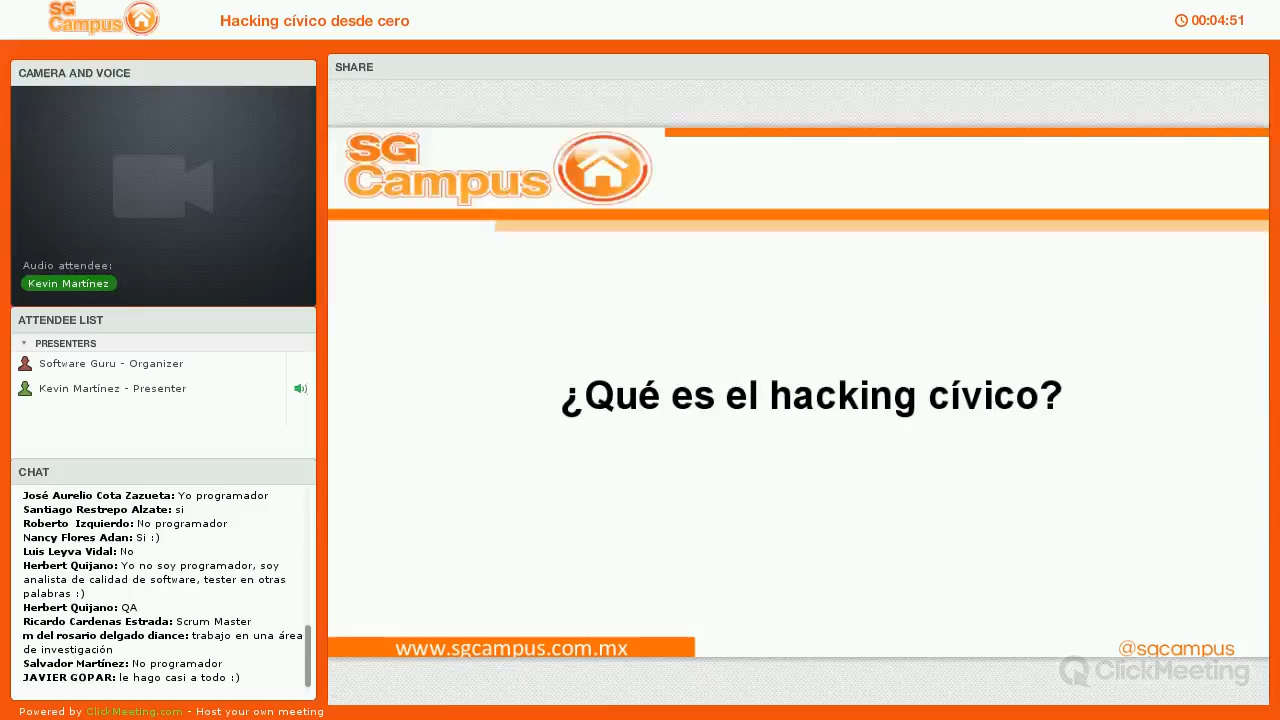 SG
Campus
Hacking cívico desde cero
00:04:51
CAMERA AND VOICE
Audio attendee:
Kevin Martínez
ATTENDEE LIST
PRESENTERS
Software Guru - Organizer
Kevin Martínez - Presenter
CHAT
José Aurelio Cota Zazueta: Yo programador
Santiago Restrepo Alzate: si
Roberto Izquierdo: No programador
Nancy Flores Adan: Si :)
Luis Leyva Vidal: No
Herbert Quijano: Yo no soy programador, soy
analista de calidad de software, tester en otras
palabras :)
Herbert Quijano: QA
Ricardo Cardenas Estrada: Scrum Master
m del rosario delgado diance: trabajo en una área
de investigación
Salvador Martínez: No programador
JAVIER GOPAR: le hago casi a todo :)
Powered by ClickMeeting.com - Host your own meeting
SHARE
SG
Campus
¿Qué es el hacking cívico?
www.sgcampus.com.mx
@sgcampus
ClickMeeting